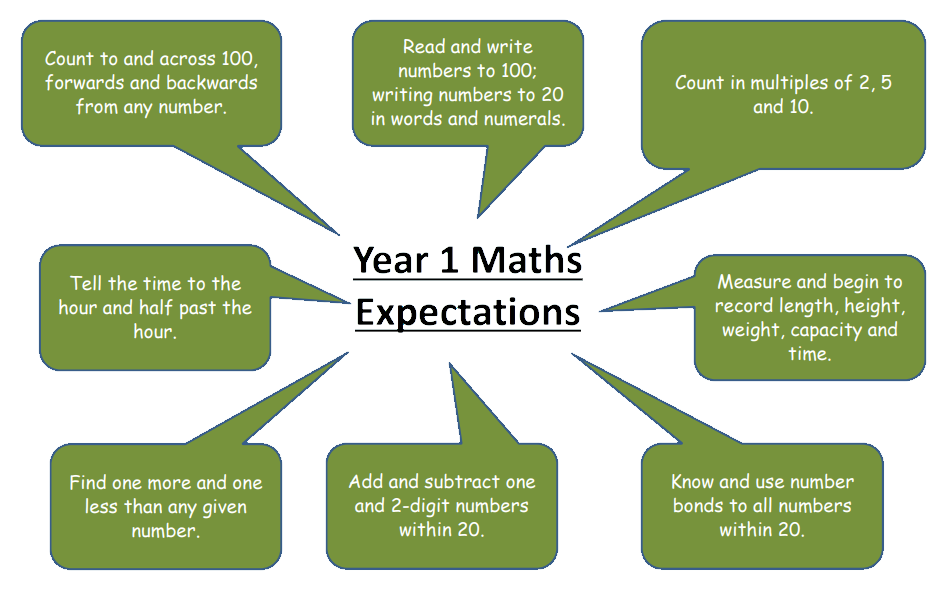 Count to and across 100,
forwards and backwards
from any number.
Read and write
numbers to 100;
writing numbers to 20
in words and numerals.
Count in multiples of 2, 5
and 10.
Year 1 Maths
Expectations
Tell the time to the
hour and half past the
hour.
Measure and begin to
record length, height,
weight, capacity and
time.
Find one more and one
less than any given
number.
Add and subtract one
and 2-digit numbers
within 20.
Know and use number
bonds to all numbers
within 20.